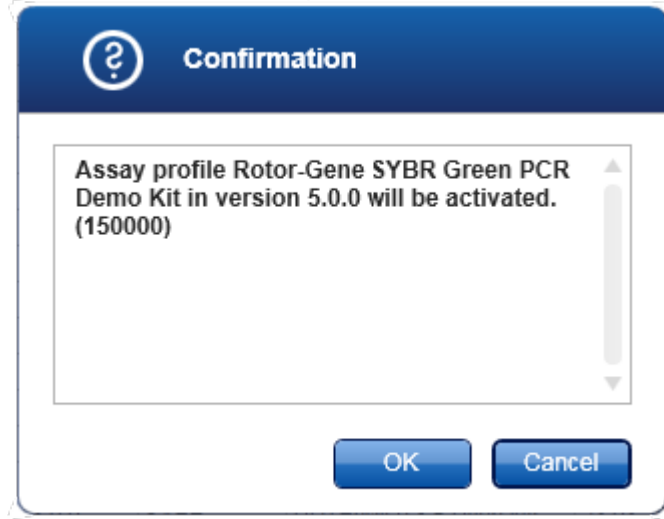 Confirmation
Assay profile Rotor-Gene SYBR Green PCR
Demo Kit in version 5.0.0 will be activated.
(150000)
OK
Cancel